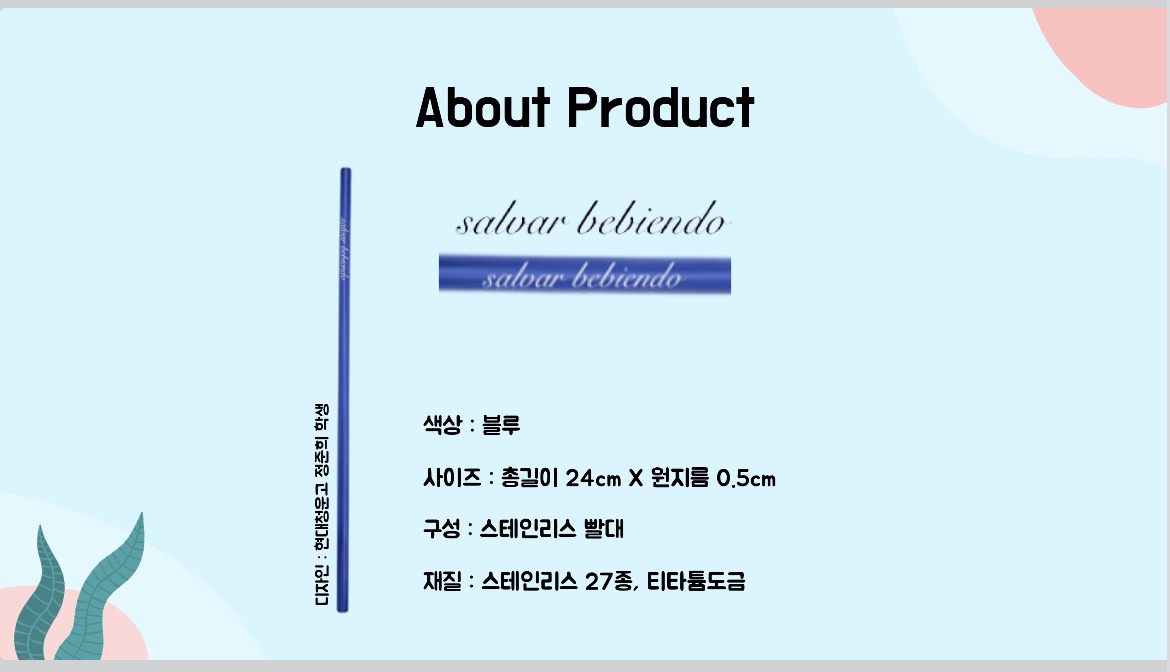 About Product
salvar bebiendo
salvar bebiendo
salvar bebiendo
디자인 : 현대청운고 정준희 학생
색상 : 블루
사이즈 : 총길이 24cm X 원지름 0.5cm
구성 : 스테인리스 빨대
재질 : 스테인리스 27종, 티타튬도금